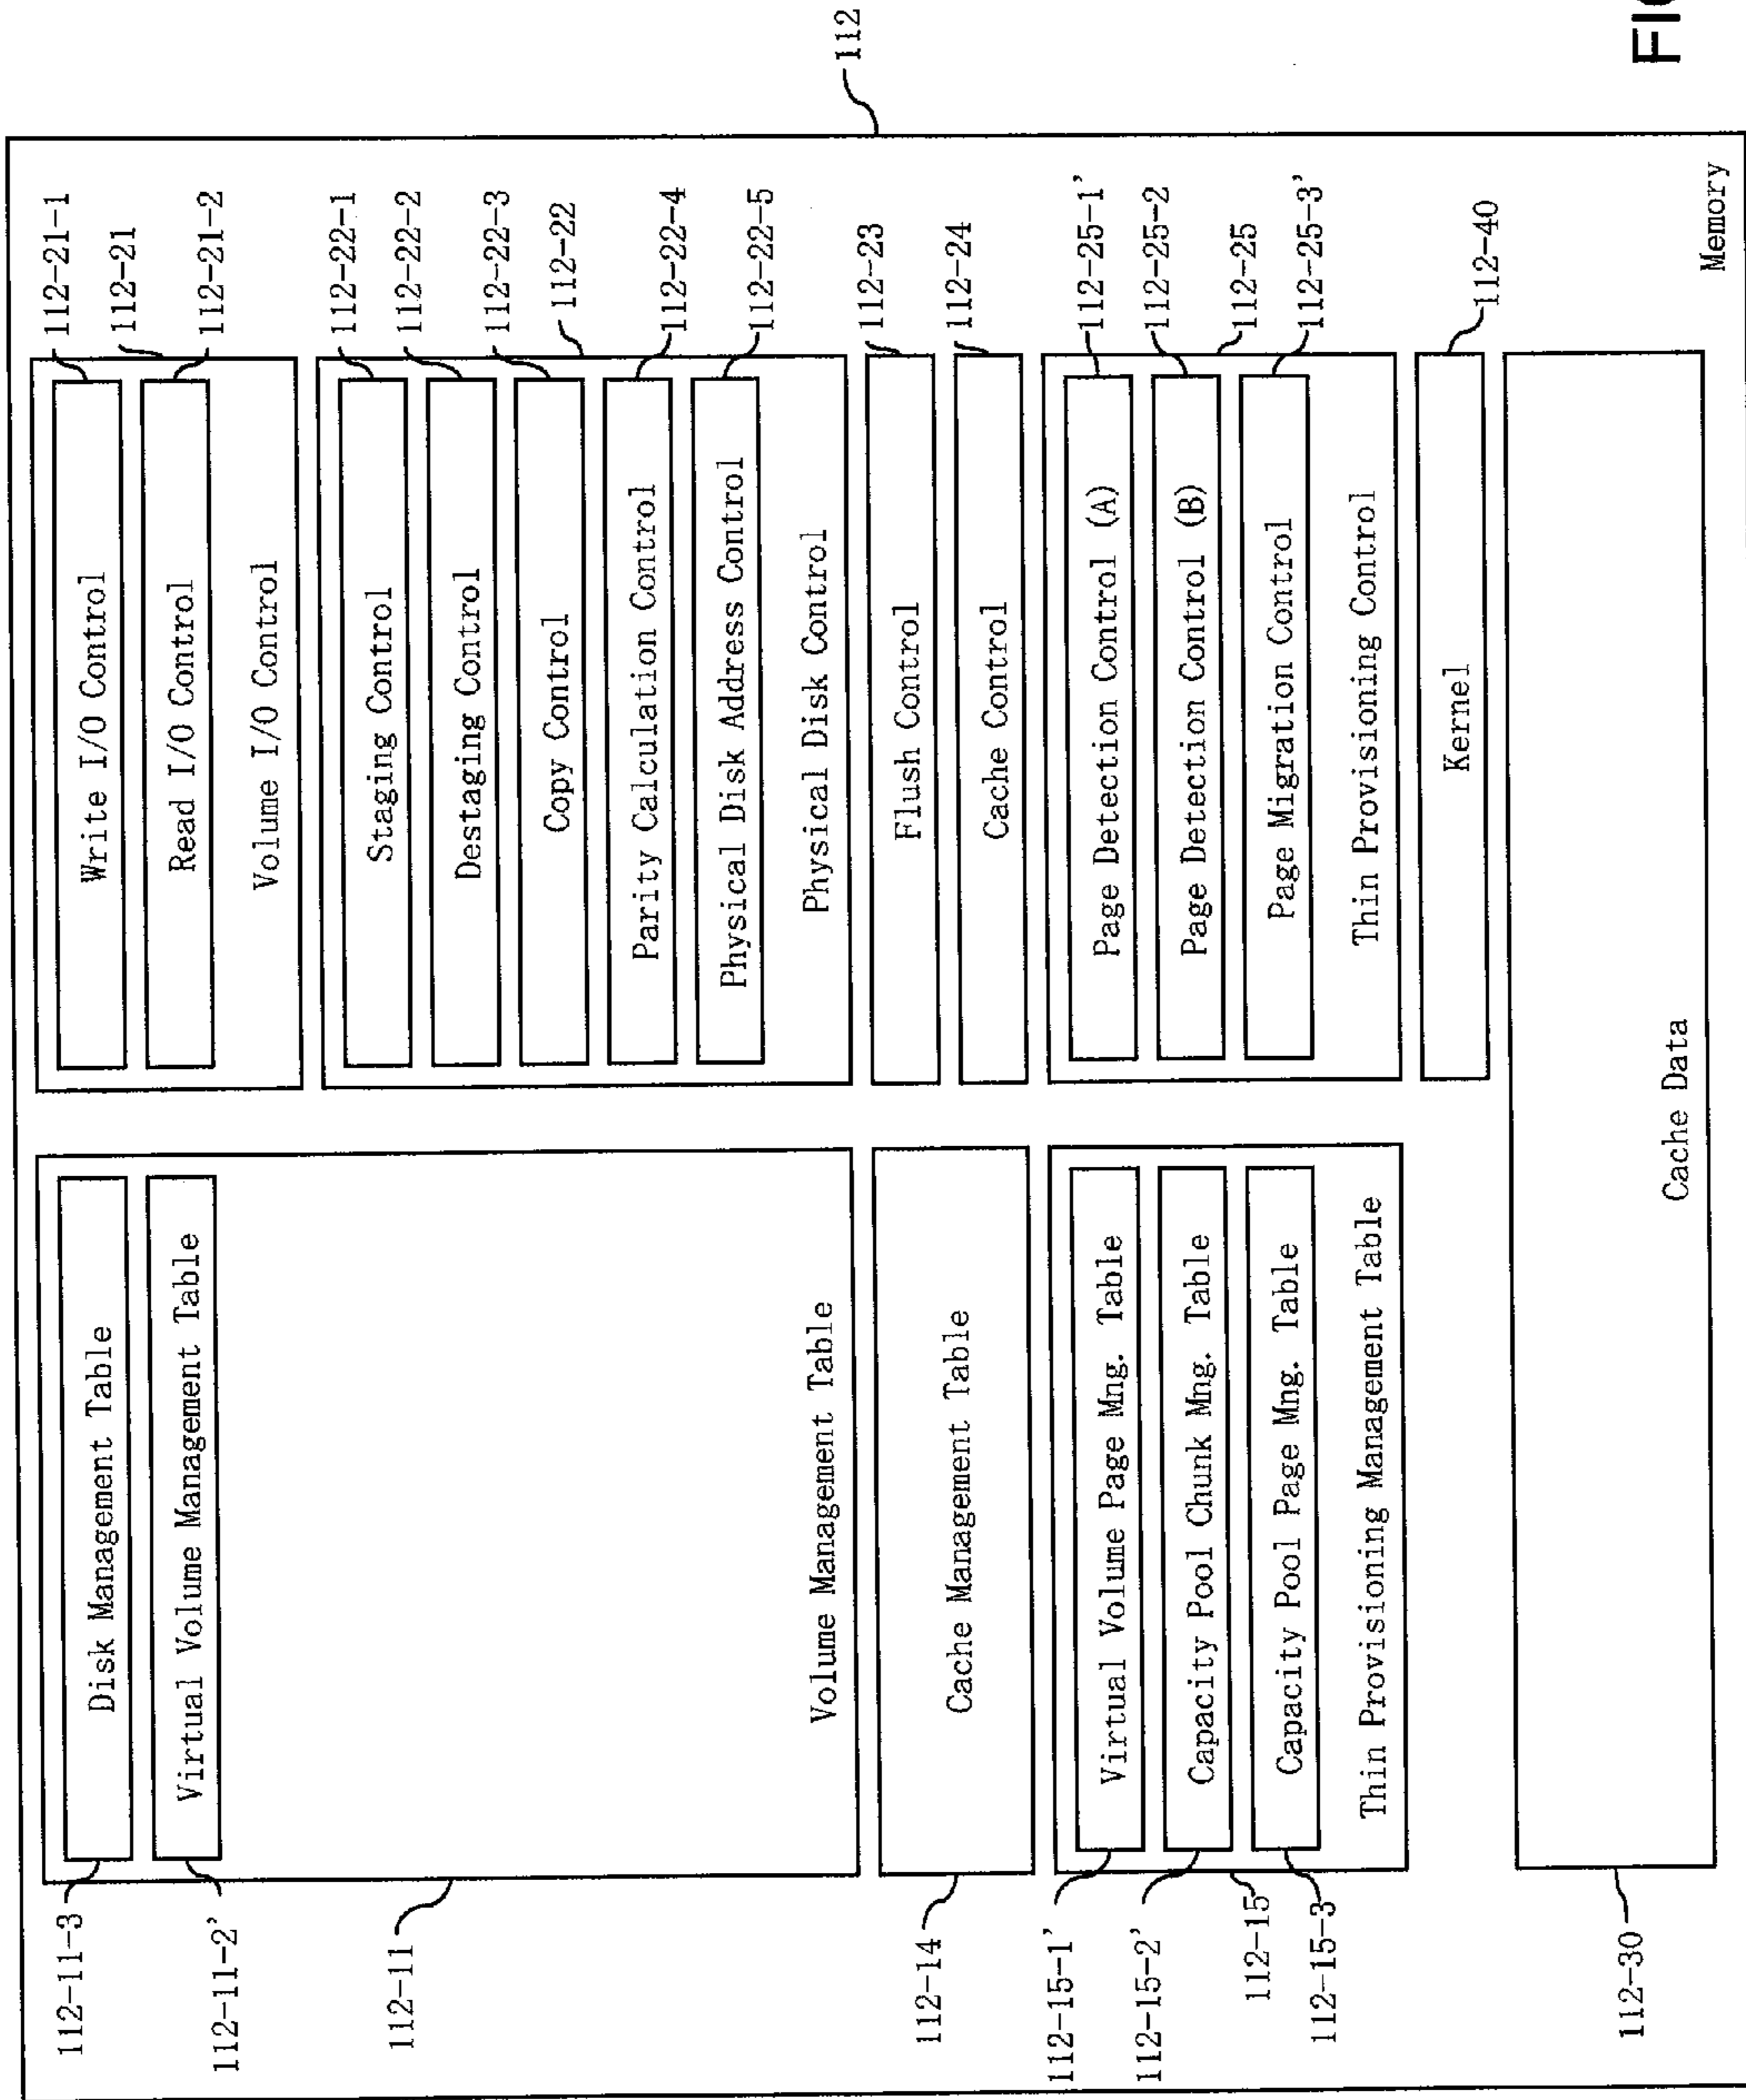 112-11-3
Disk Management Table
112-11-2'
Virtual Volume Management Table
112-11
Volume Management Table
112-14
Cache Management Table
112-15-1'
Virtual Volume Page Mng. Table
112-15-2'
Capacity Pool Chunk Mng. Table
112-15
112-15-3
Capacity Pool Page Mng. Table
Thin Provisioning Management Table
112-30
Cache Data
Write I/O Control
112-21-1
112-21
Read I/O Control
112-21-2
Volume I/O Control
Staging Control
112-22-1
Destaging Control
112-22-2
Copy Control
112-22-3
112-22
Parity Calculation Control
112-22-4
Physical Disk Address Control
112-22-5
Physical Disk Control
Flush Control
112-23
Cache Control
112-24
Page Detection Control (A)
112-25-1'
Page Detection Control (B)
112-25-2
112-25
Page Migration Control
112-25-3'
Thin Provisioning Control
Kernel
112-40
Memory
112